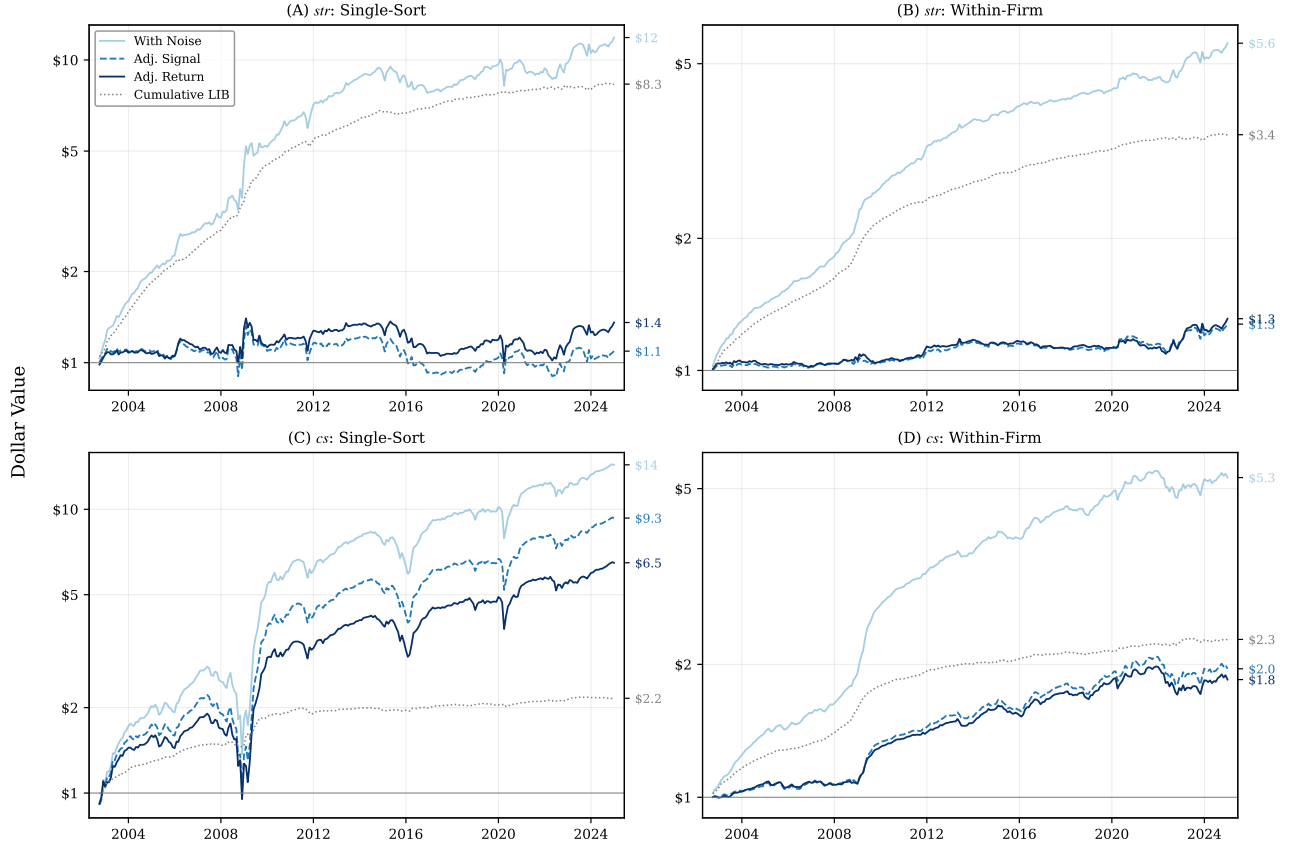 (A) str: Single-Sort
(B) str: Within-Firm
With Noise
Adj. Signal
Adj. Return
Cumulative LIB
$10
$5
$2
$1
$12
$8.3
$1.4
$1.1
2004 2008 2012 2016 2020 2024
$5
$2
$1
$5.6
$3.4
$1.3
$1.3
2004 2008 2012 2016 2020 2024
Dollar Value
(C) cs: Single-Sort
(D) cs: Within-Firm
$10
$5
$2
$1
$14
$9.3
$6.5
$2.2
2004 2008 2012 2016 2020 2024
$5
$2
$1
$5.3
$2.3
$2.0
$1.8
2004 2008 2012 2016 2020 2024